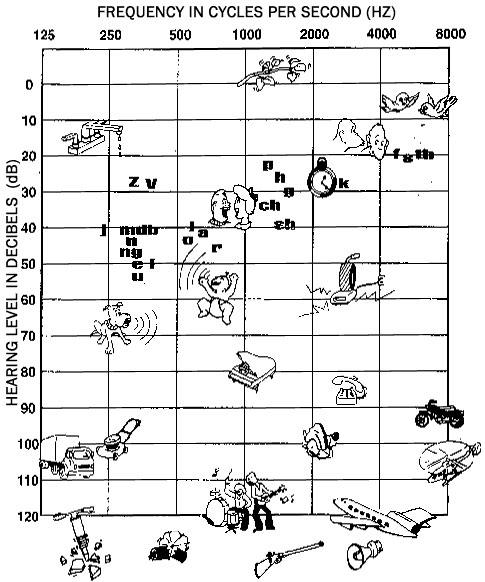 FREQUENCY IN CYCLES PER SECOND (HZ)
125 250 500 1000 2000 4000 8000
HEARING LEVEL IN DECIBELS (dB)
0
10
20
30
40
50
60
70
80
90
100
110
120
f s th
p
h
z v
g
k
ch
sh
j mdb
n
ng
e l
u
i a
o
r